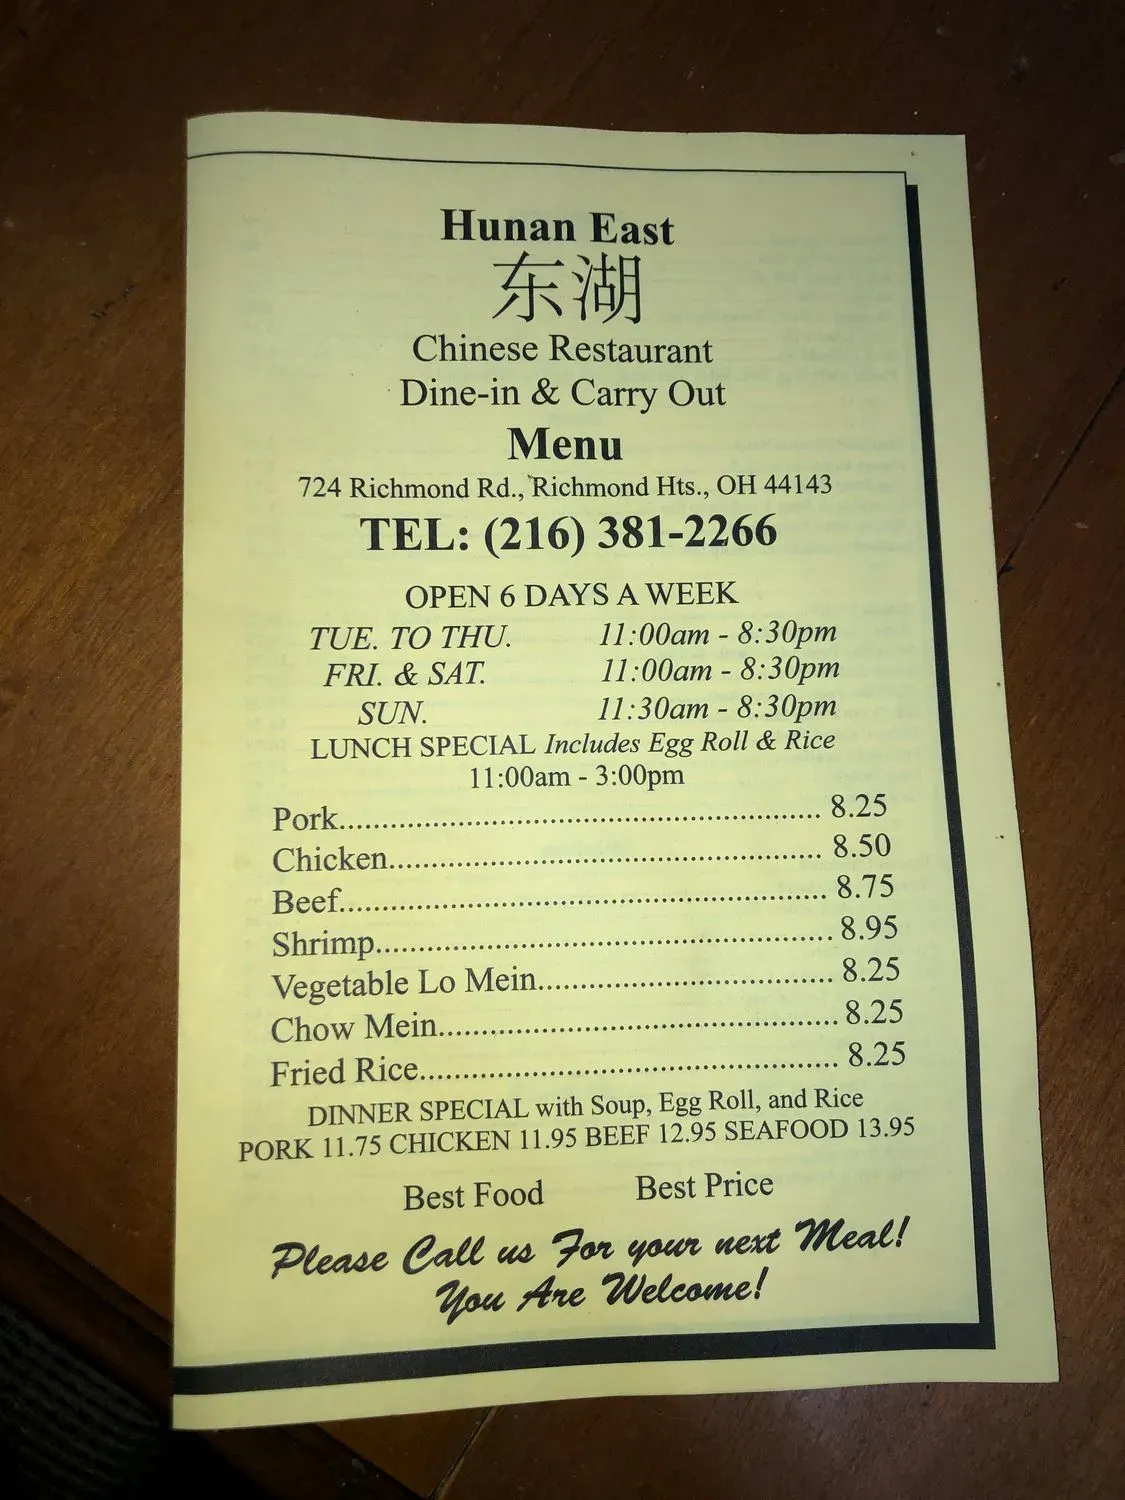 Hunan East
东湖
Chinese Restaurant
Dine-in & Carry Out
Menu
724 Richmond Rd., Richmond Hts., OH 44143
TEL: (216) 381-2266
OPEN 6 DAYS A WEEK
TUE. TO THU. 11:00am - 8:30pm
FRI. & SAT. 11:00am - 8:30pm
SUN. 11:30am - 8:30pm
LUNCH SPECIAL Includes Egg Roll & Rice
11:00am - 3:00pm
Pork.......................................................... 8.25
Chicken.................................................... 8.50
Beef.......................................................... 8.75
Shrimp...................................................... 8.95
Vegetable Lo Mein................................... 8.25
Chow Mein............................................... 8.25
Fried Rice................................................. 8.25
DINNER SPECIAL with Soup, Egg Roll, and Rice
PORK 11.75 CHICKEN 11.95 BEEF 12.95 SEAFOOD 13.95
Best Food Best Price
Please Call us For your next Meal!
You Are Welcome!